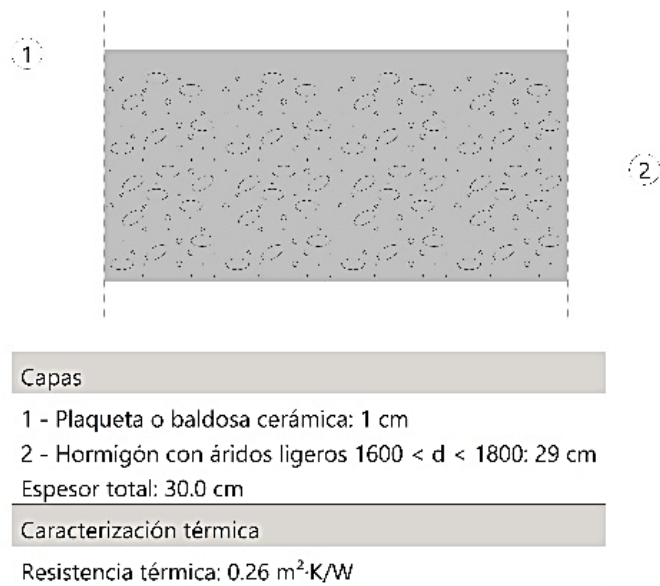 1
2
Capas
1 - Plaqueta o baldosa cerámica: 1 cm
2 - Hormigón con áridos ligeros 1600 < d < 1800: 29 cm
Espesor total: 30.0 cm
Caracterización térmica
Resistencia térmica: 0.26 m²·K/W